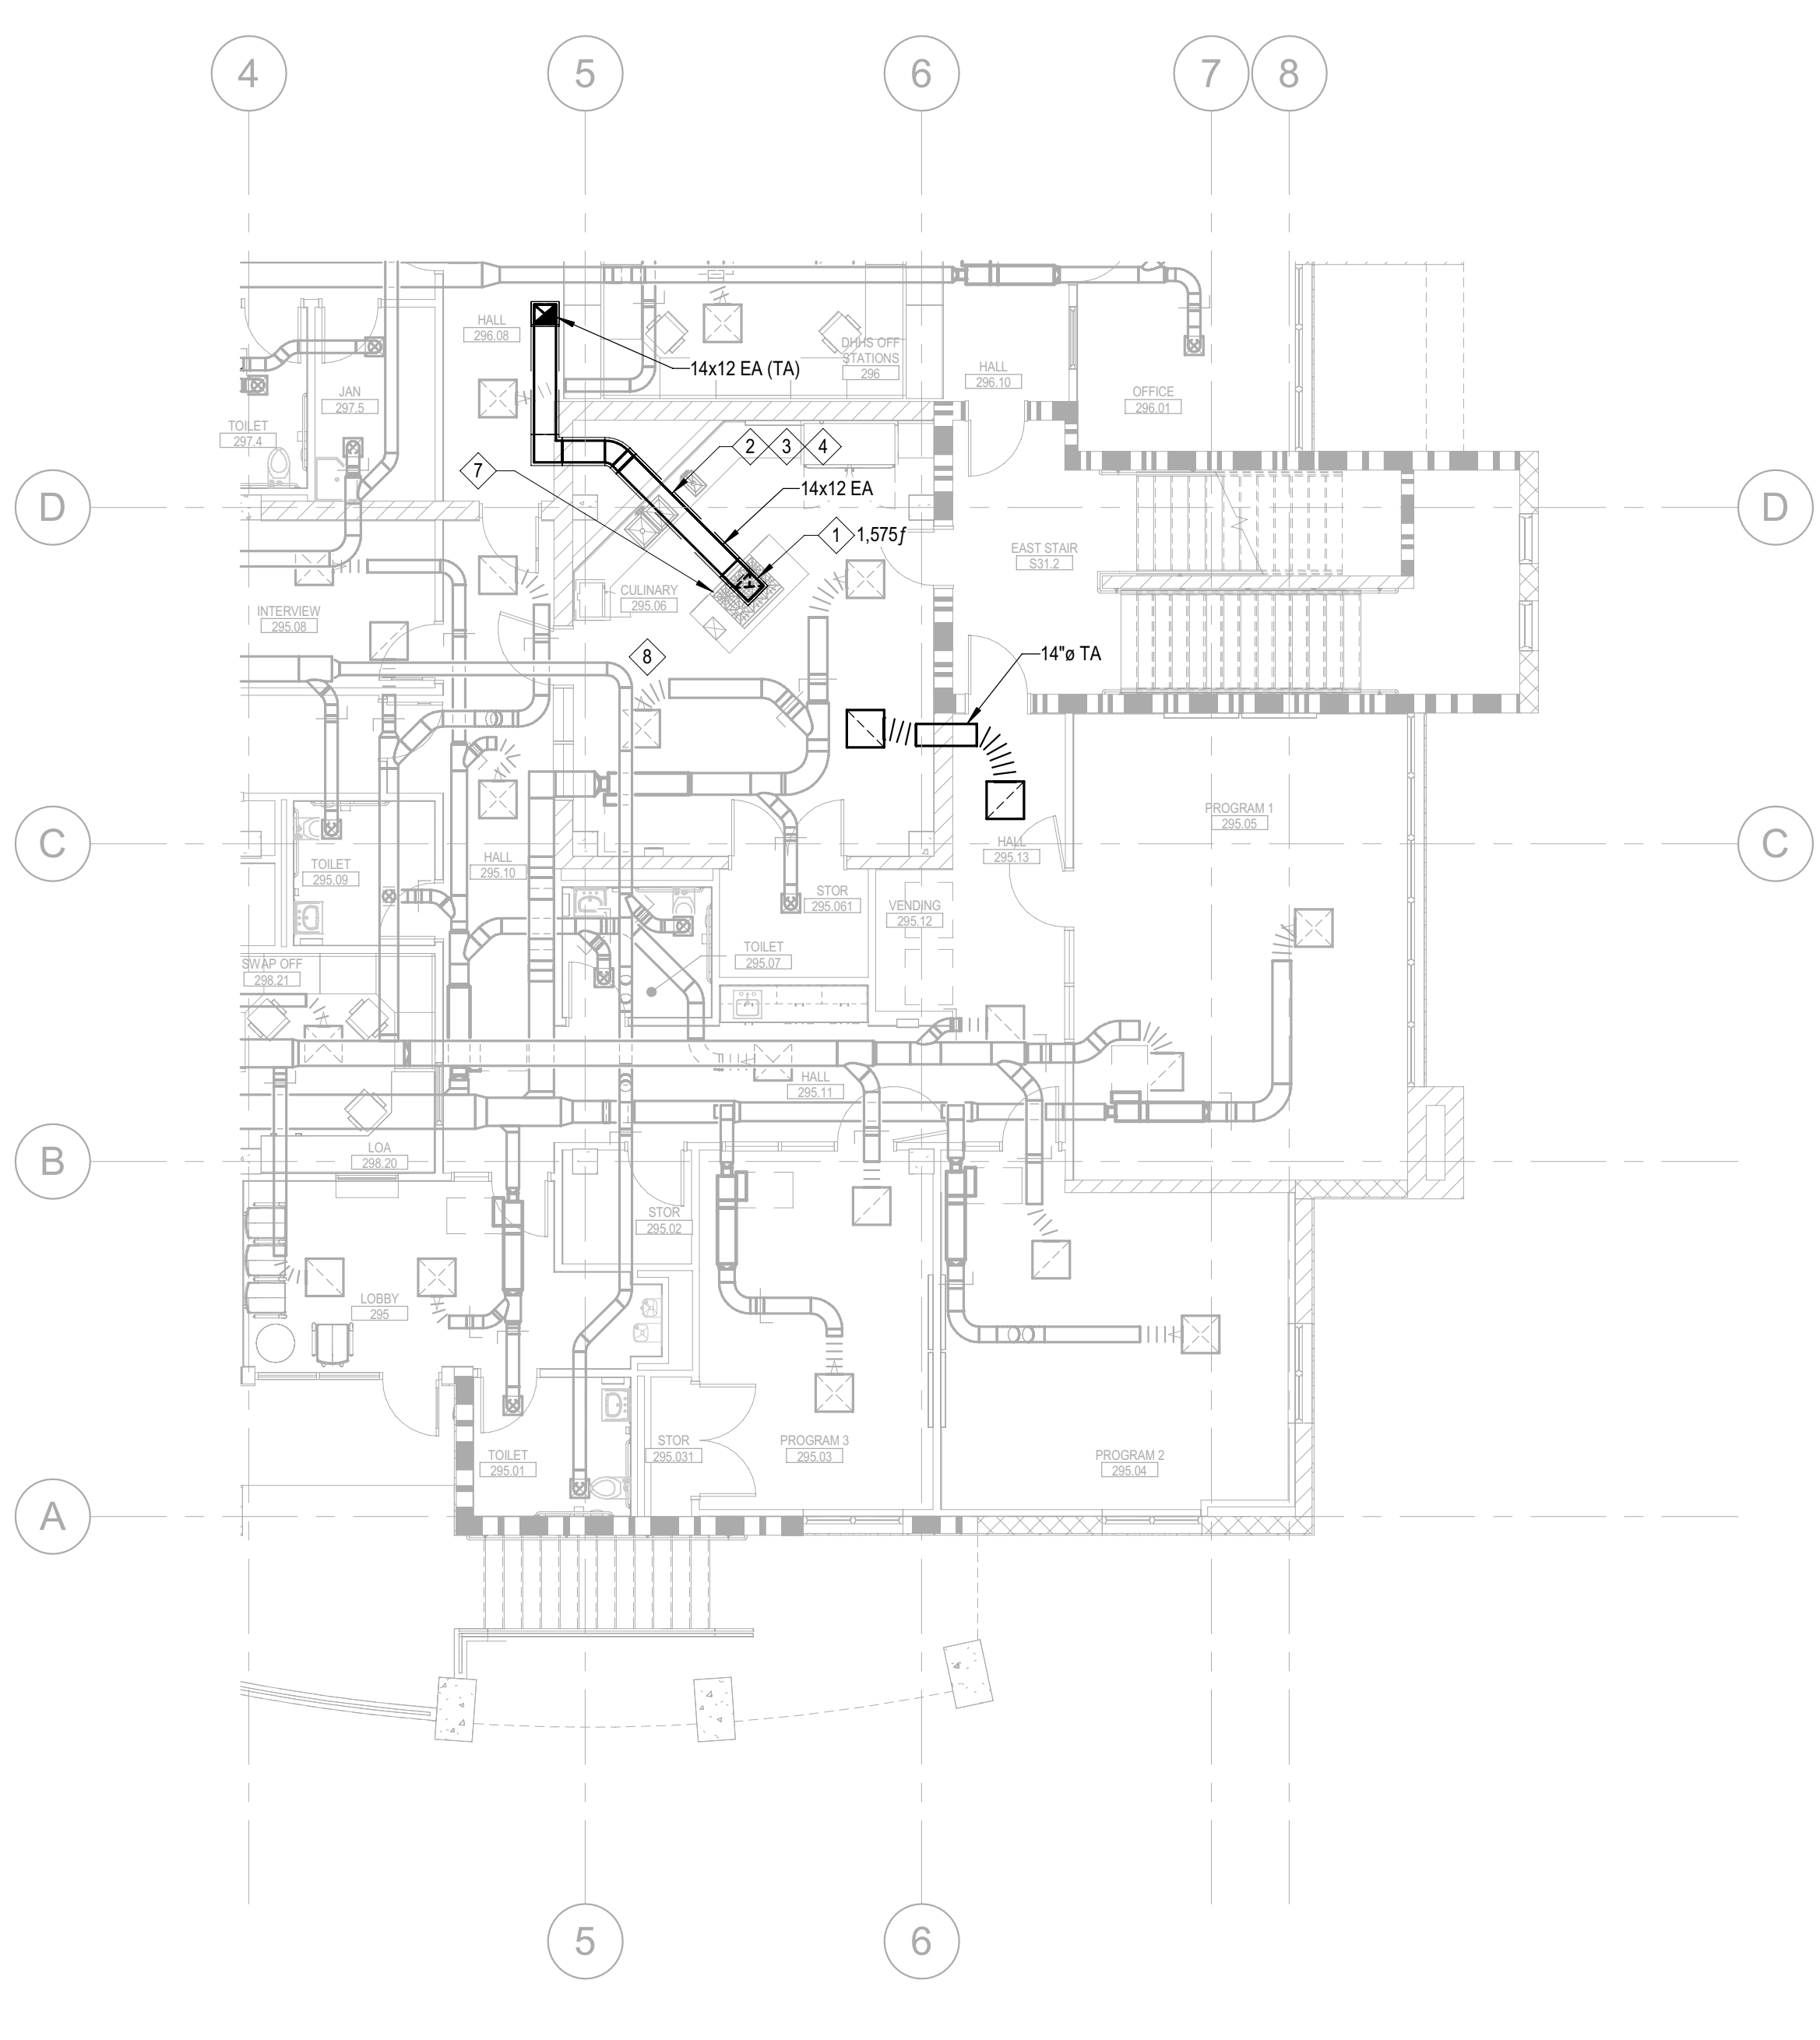 4 5 6 7 8
HALL
296.08
14x12 EA (TA)
DHHS OFF
STATIONS
296
HALL
296.10
OFFICE
296.01
JAN
297.5
TOILET
297.4
2 3 4
7
14x12 EA
D D
1 1,575ƒ
EAST STAIR
S31.2
CULINARY
295.06
INTERVIEW
295.08
8
14"ø TA
PROGRAM 1
295.05
C C
HALL
295.13
TOILET
295.09
HALL
295.10
STOR
295.061
VENDING
295.12
TOILET
295.07
SWAP OFF
298.21
HALL
295.11
LOA
298.20
B B
STOR
295.02
LOBBY
295
TOILET
295.01
STOR
295.031
PROGRAM 3
295.03
PROGRAM 2
295.04
A
5 6